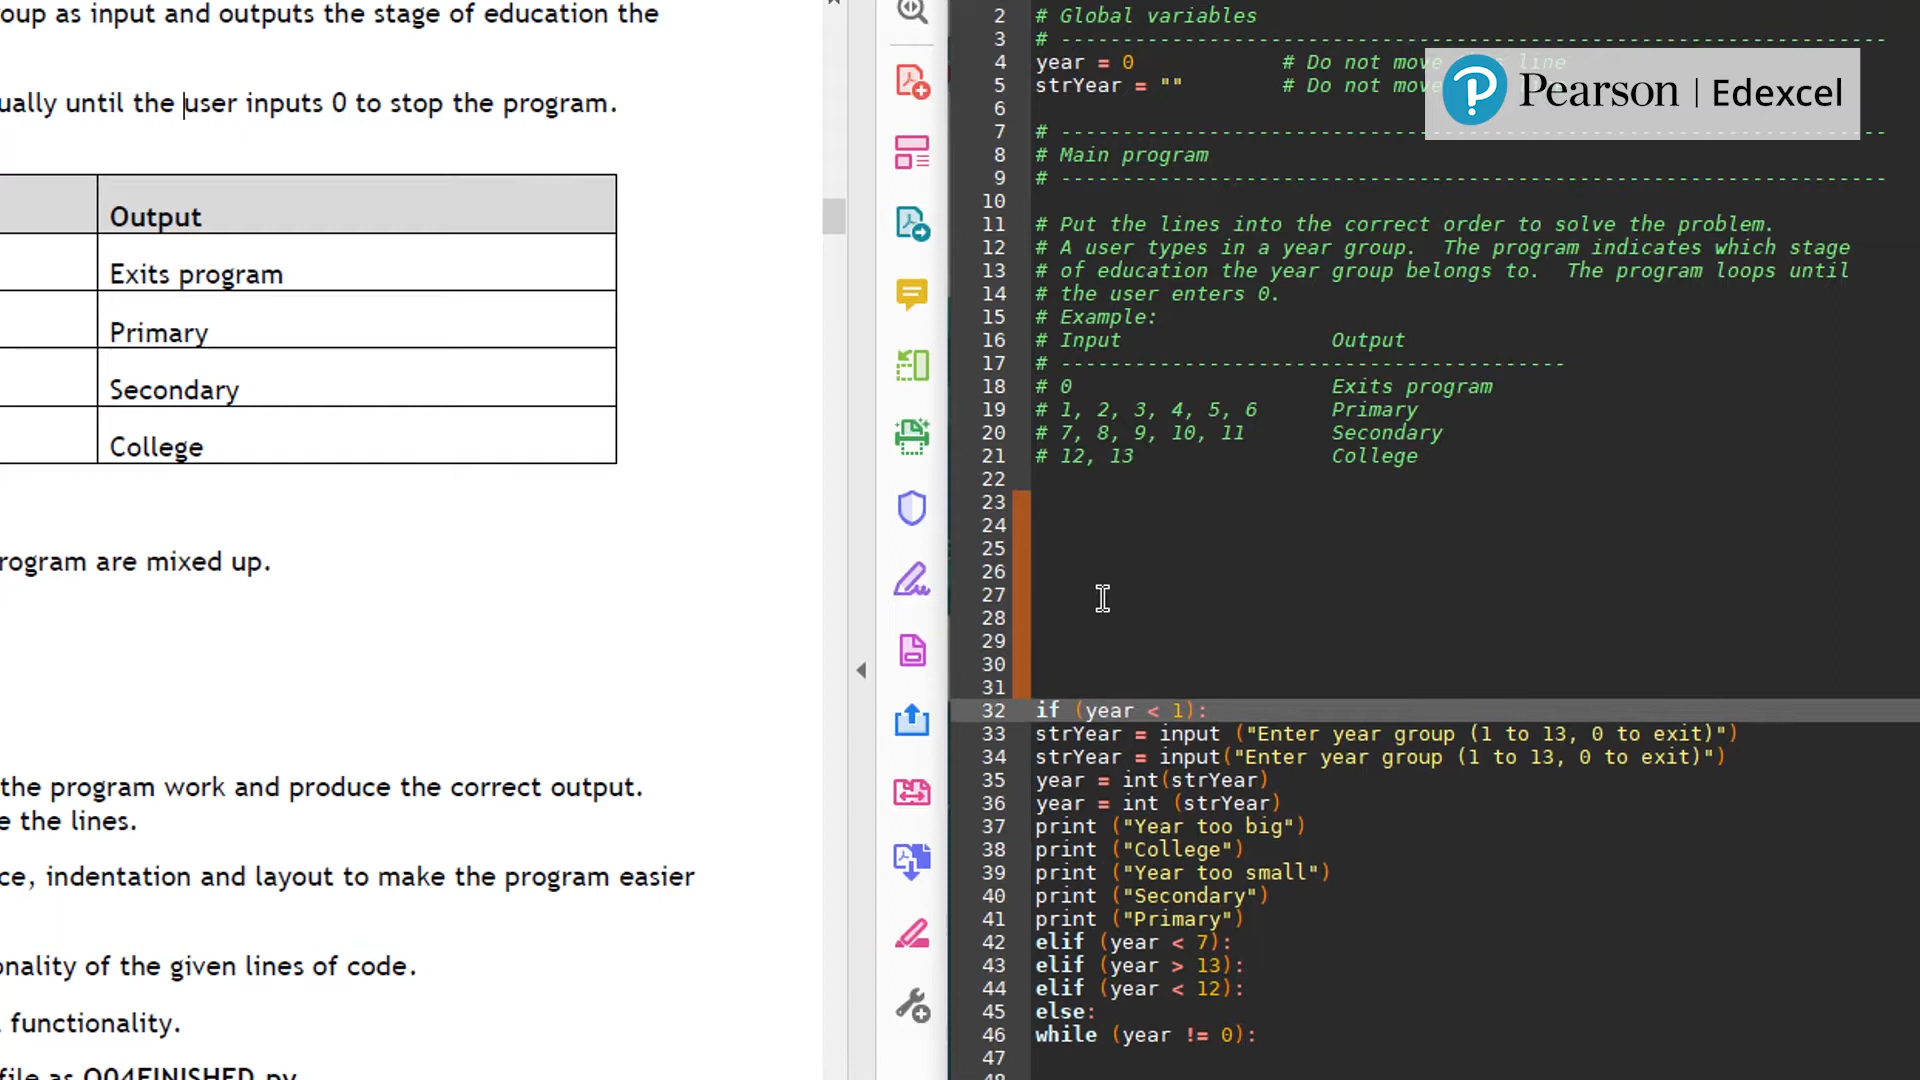 oup as input and outputs the stage of education the
ually until the user inputs 0 to stop the program.
Output
Exits program
Primary
Secondary
College
rogram are mixed up.
the program work and produce the correct output.
e the lines.
ce, indentation and layout to make the program easier
onality of the given lines of code.
functionality.
file as Q04FINISHED.py
2 # Global variables
3 # -------------------------------------------------------------------
4 year = 0 # Do not move line
5 strYear = "" # Do not move
6
7 # -------------------------------------------------------------------
8 # Main program
9 # -------------------------------------------------------------------
10
11 # Put the lines into the correct order to solve the problem.
12 # A user types in a year group. The program indicates which stage
13 # of education the year group belongs to. The program loops until
14 # the user enters 0.
15 # Example:
16 # Input Output
17 # -----------------------------------------
18 # 0 Exits program
19 # 1, 2, 3, 4, 5, 6 Primary
20 # 7, 8, 9, 10, 11 Secondary
21 # 12, 13 College
22
23
24
25
26
27
28
29
30
31
32 if (year < 1):
33 strYear = input ("Enter year group (1 to 13, 0 to exit)")
34 strYear = input("Enter year group (1 to 13, 0 to exit)")
35 year = int(strYear)
36 year = int (strYear)
37 print ("Year too big")
38 print ("College")
39 print ("Year too small")
40 print ("Secondary")
41 print ("Primary")
42 elif (year < 7):
43 elif (year > 13):
44 elif (year < 12):
45 else:
46 while (year != 0):
47
Pearson | Edexcel